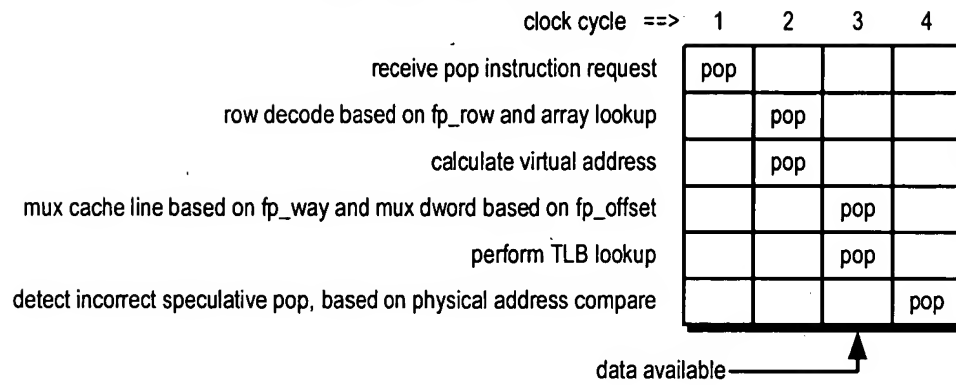 clock cycle ==> 1 2 3 4
receive pop instruction request pop
row decode based on fp_row and array lookup pop
calculate virtual address pop
mux cache line based on fp_way and mux dword based on fp_offset pop
perform TLB lookup pop
detect incorrect speculative pop, based on physical address compare pop
data available